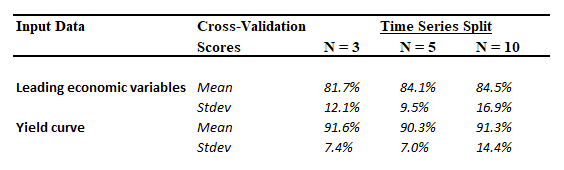 Input Data Cross-Validation Time Series Split
Scores N = 3 N = 5 N = 10
Leading economic variables Mean 81.7% 84.1% 84.5%
Stdev 12.1% 9.5% 16.9%
Yield curve Mean 91.6% 90.3% 91.3%
Stdev 7.4% 7.0% 14.4%